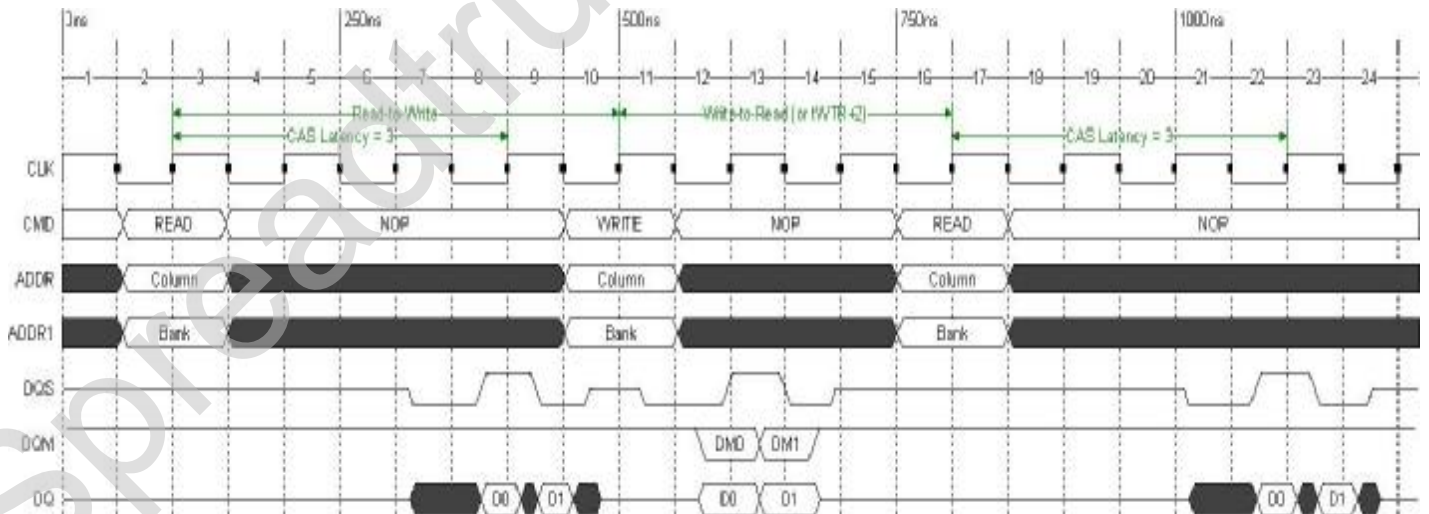 0ns 250ns 500ns 750ns 1000ns
1 2 3 4 5 6 7 8 9 10 11 12 13 14 15 16 17 18 19 20 21 22 23 24
Read-to-Write Write-to-Read (or tWTR+2)
CAS Latency = 3 CAS Latency = 3
CLK
CMD READ NOP WRITE NOP READ NOP
ADDR Column Column Column
ADDR1 Bank Bank Bank
DQS
DQM DM0 DM1
DQ D0 D1 D0 D1 D0 D1